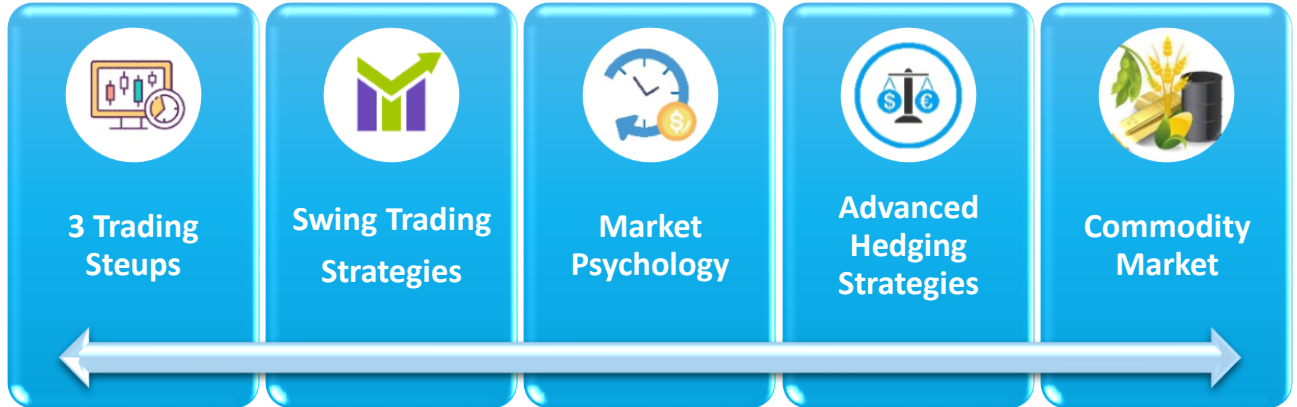 3 Trading
Steups
Swing Trading
Strategies
Market
Psychology
Advanced
Hedging
Strategies
Commodity
Market
$
$
€